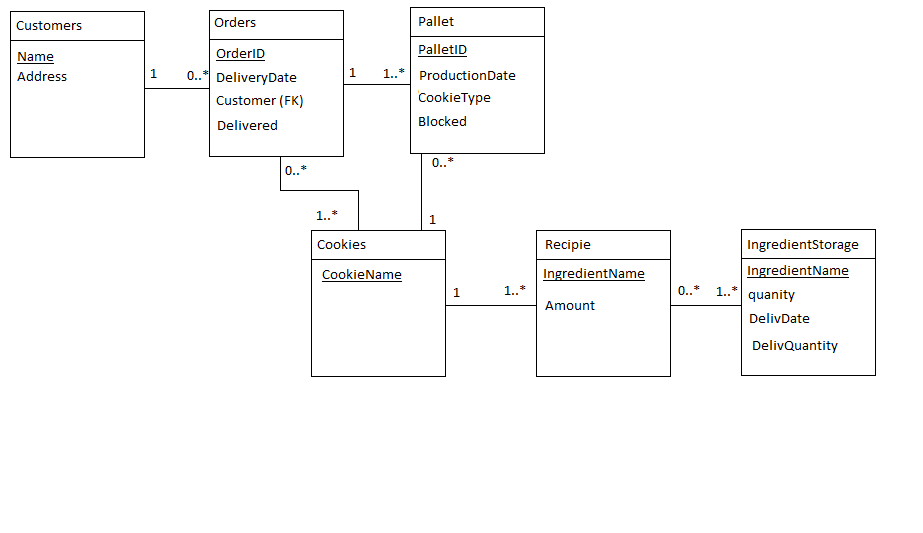 Customers
Name
Address
1
0..*
Orders
OrderID
DeliveryDate
Customer (FK)
Delivered
1
1..*
Pallet
PalletID
ProductionDate
CookieType
Blocked
0..*
0..*
1..*
1
Cookies
CookieName
1
1..*
Recipie
IngredientName
Amount
0..*
1..*
IngredientStorage
IngredientName
quanity
DelivDate
DelivQuantity